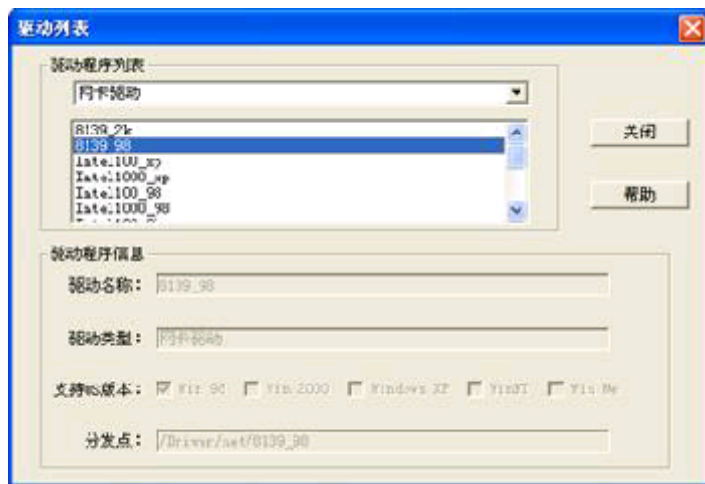 驱动列表
驱动程序列表
网卡驱动
8139_2k
8139_98
Intel100_xp
Intel1000_xp
Intel100_98
Intel1000_98
关闭
帮助
驱动程序信息
驱动名称： 8139_98
驱动类型： 网卡驱动
支持OS版本： Win 98 Win 2000 Windows XP WinNT Win Me
分发点： /Driver/net/8139_98